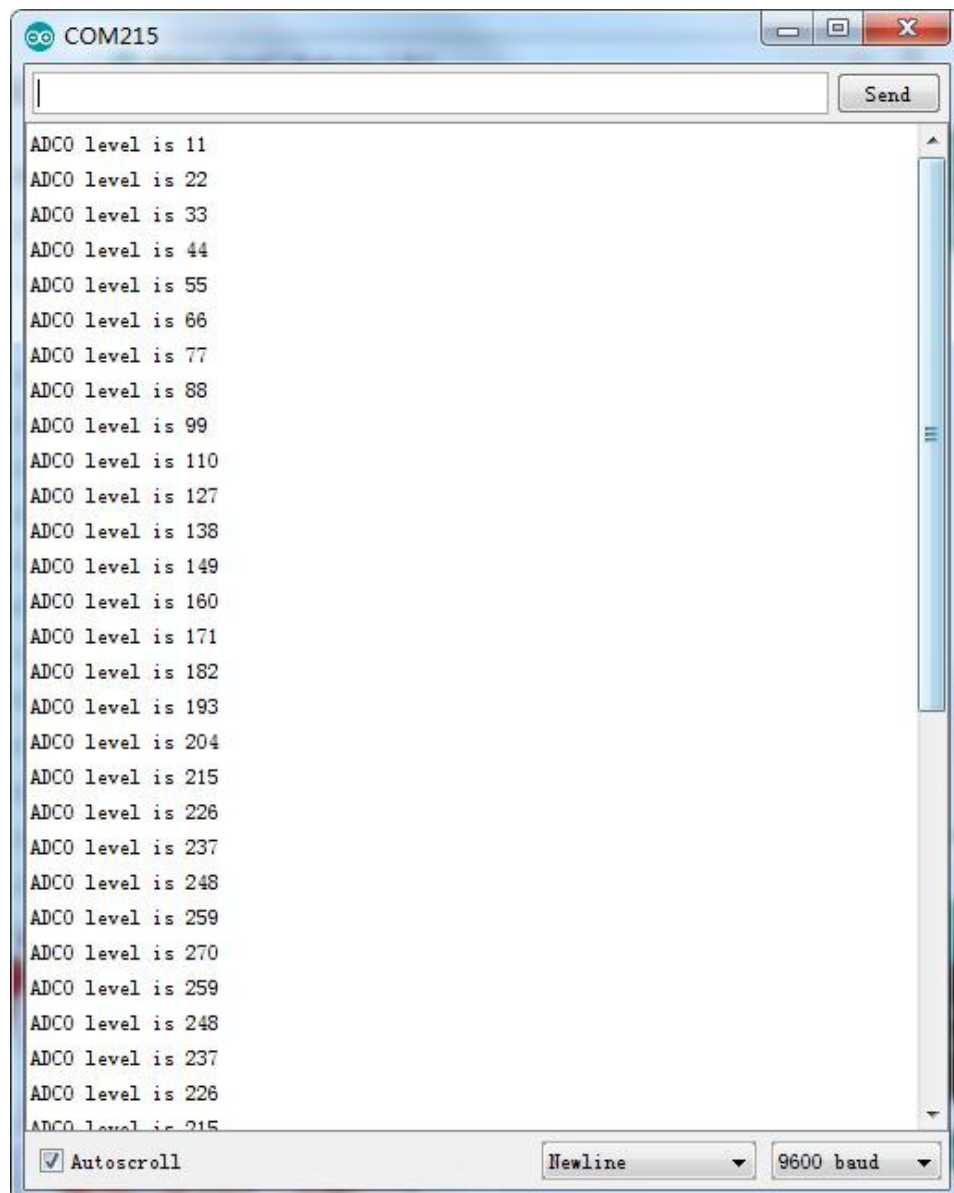 COM215
Send
ADC0 level is 11
ADC0 level is 22
ADC0 level is 33
ADC0 level is 44
ADC0 level is 55
ADC0 level is 66
ADC0 level is 77
ADC0 level is 88
ADC0 level is 99
ADC0 level is 110
ADC0 level is 127
ADC0 level is 138
ADC0 level is 149
ADC0 level is 160
ADC0 level is 171
ADC0 level is 182
ADC0 level is 193
ADC0 level is 204
ADC0 level is 215
ADC0 level is 226
ADC0 level is 237
ADC0 level is 248
ADC0 level is 259
ADC0 level is 270
ADC0 level is 259
ADC0 level is 248
ADC0 level is 237
ADC0 level is 226
ADC0 level is 215
Autoscroll Newline 9600 baud